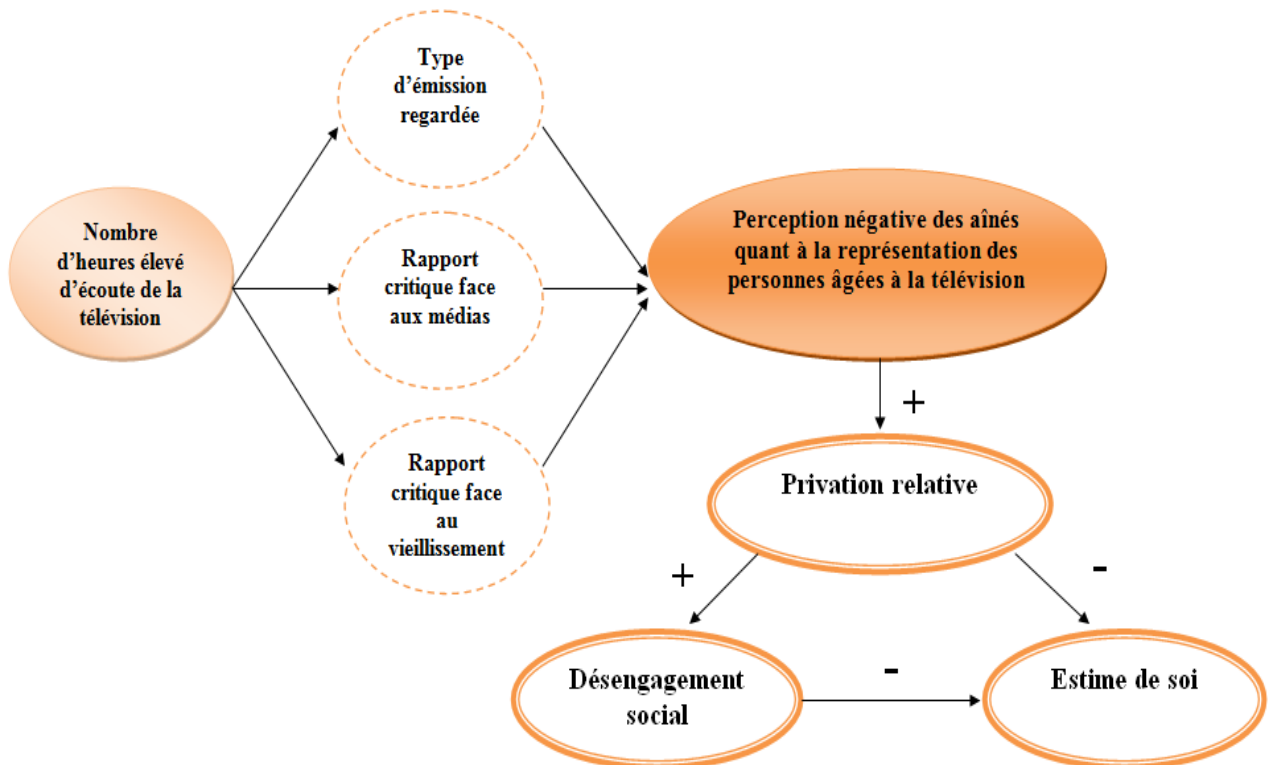 Type
d'émission
regardée
Nombre
d'heures élevé
d'écoute de la
télévision
Rapport
critique face
aux médias
Perception négative des aînés
quant à la représentation des
personnes âgées à la télévision
Rapport
critique face
au
vieillissement
+
Privation relative
+
-
Désengagement
social
-
Estime de soi